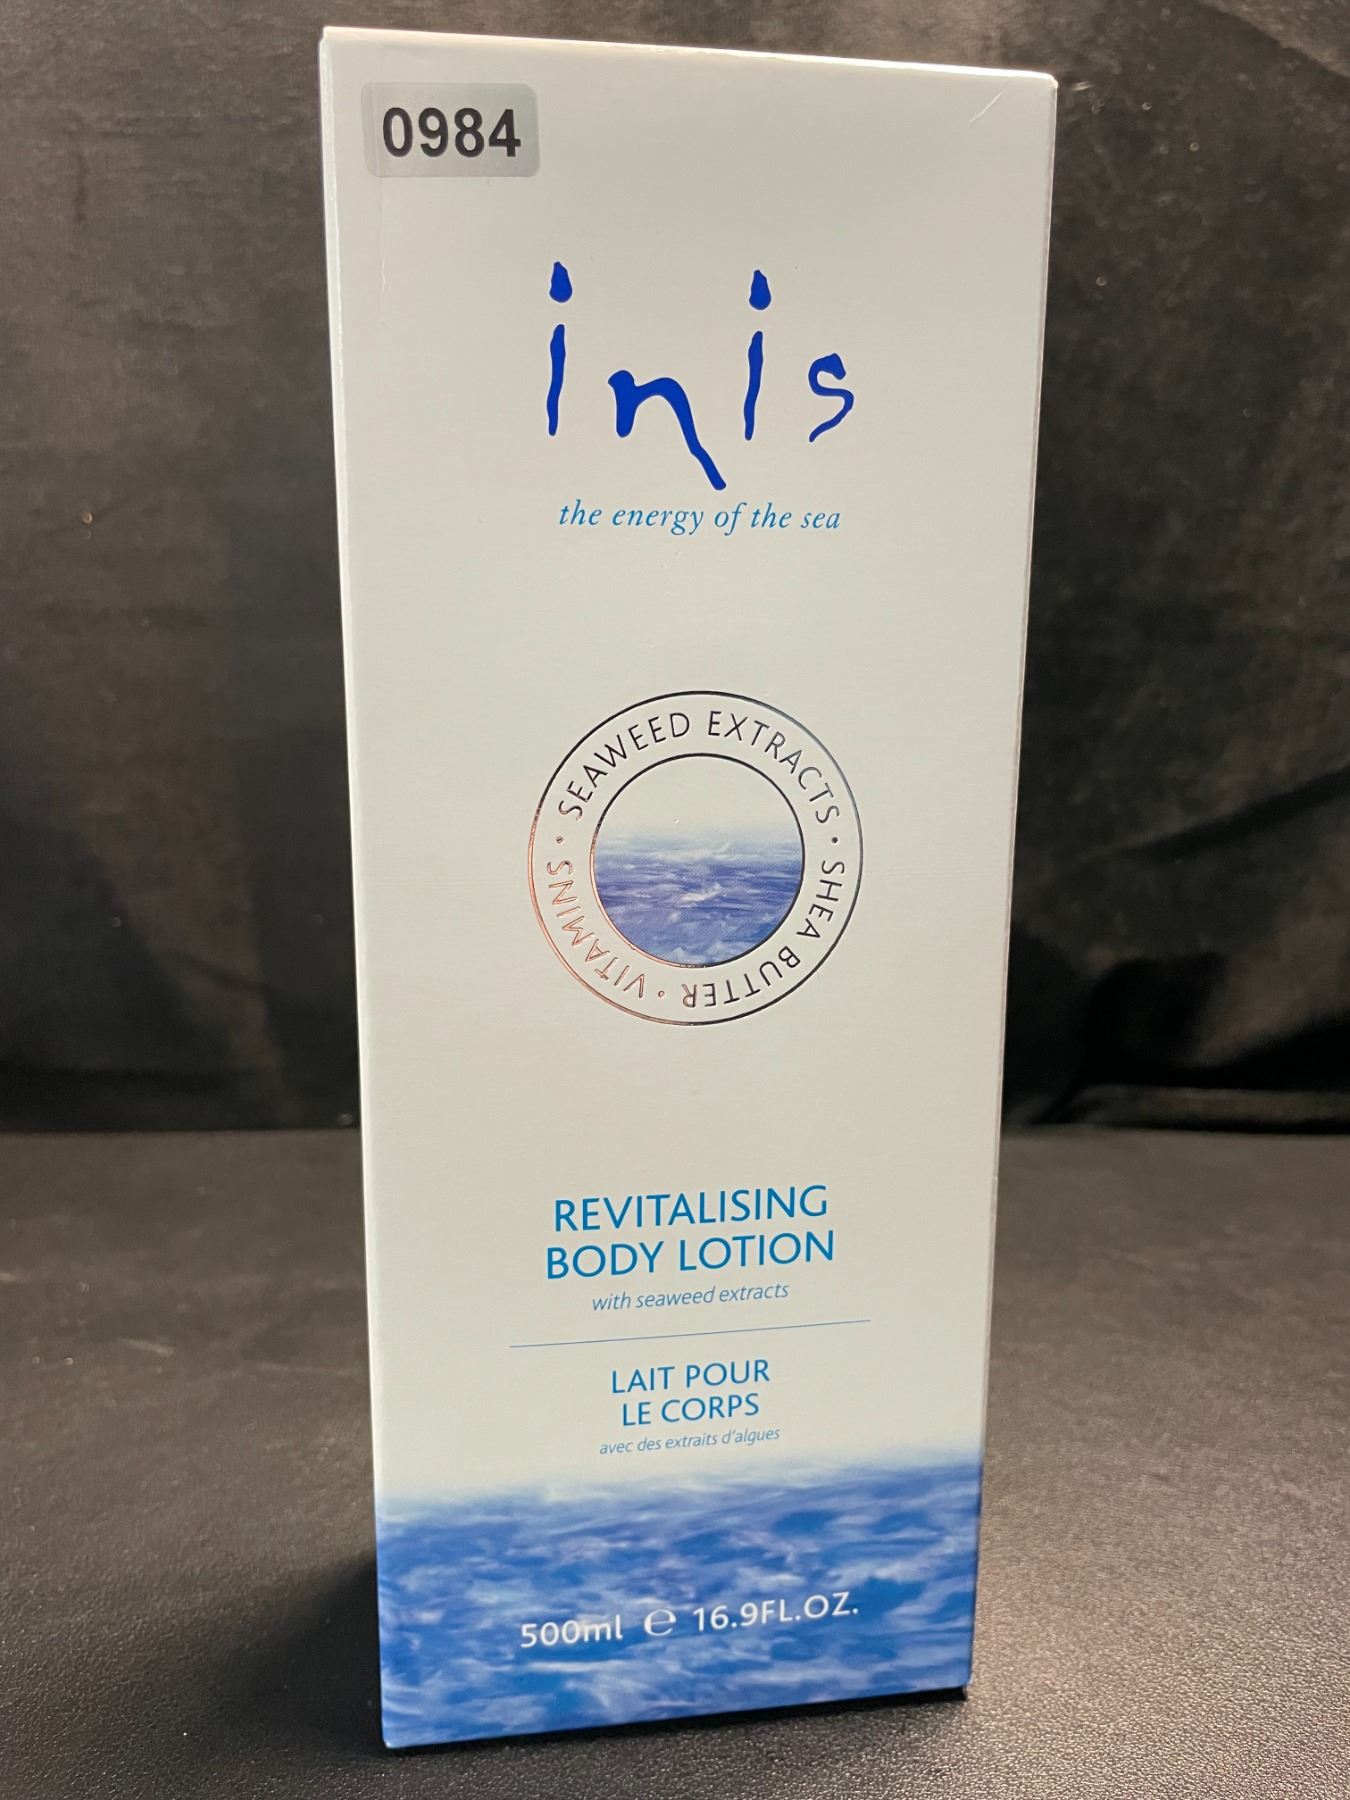 0984
inis
the energy of the sea
· SEAWEED EXTRACTS · SHEA BUTTER · VITAMINS
REVITALISING
BODY LOTION
with seaweed extracts
LAIT POUR
LE CORPS
avec des extraits d'algues
500ml ℮ 16.9FL.OZ.